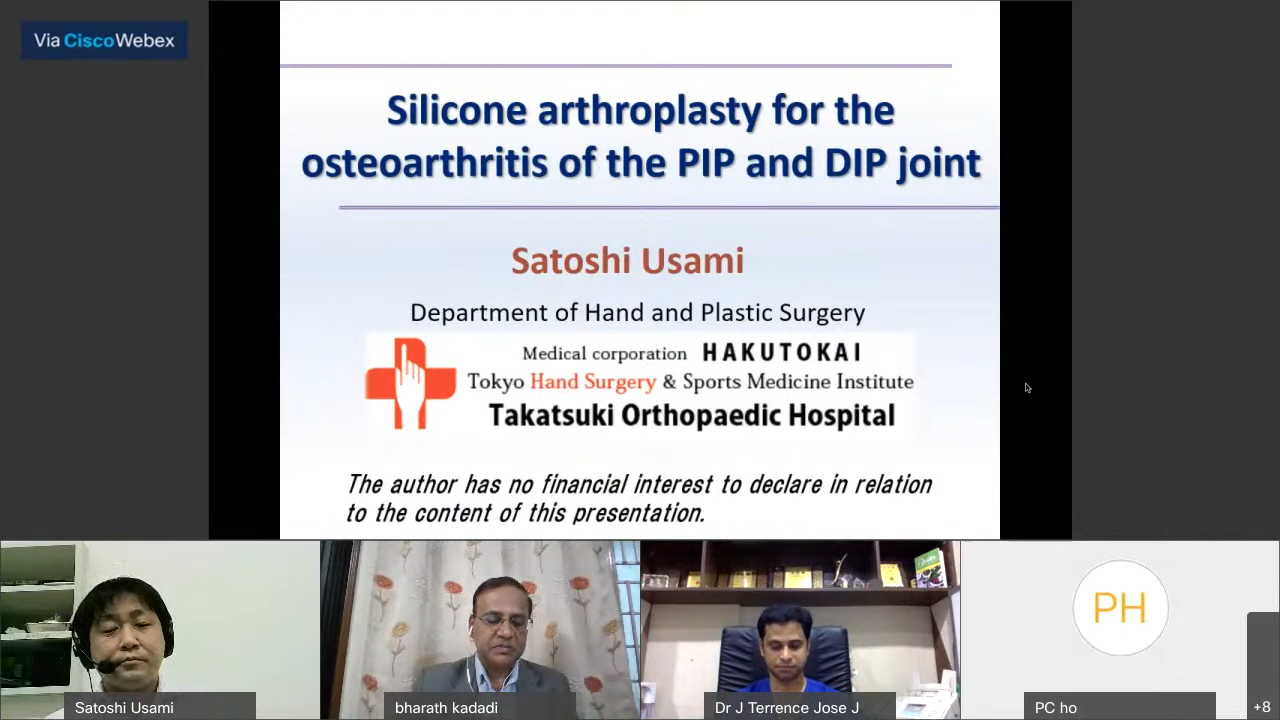 Via CiscoWebex
Silicone arthroplasty for the
osteoarthritis of the PIP and DIP joint
Satoshi Usami
Department of Hand and Plastic Surgery
Medical corporation HAKUTOKAI
Tokyo Hand Surgery & Sports Medicine Institute
Takatsuki Orthopaedic Hospital
The author has no financial interest to declare in relation
to the content of this presentation.
PH
Satoshi Usami
bharath kadadi
Dr J Terrence Jose J
PC ho
+8